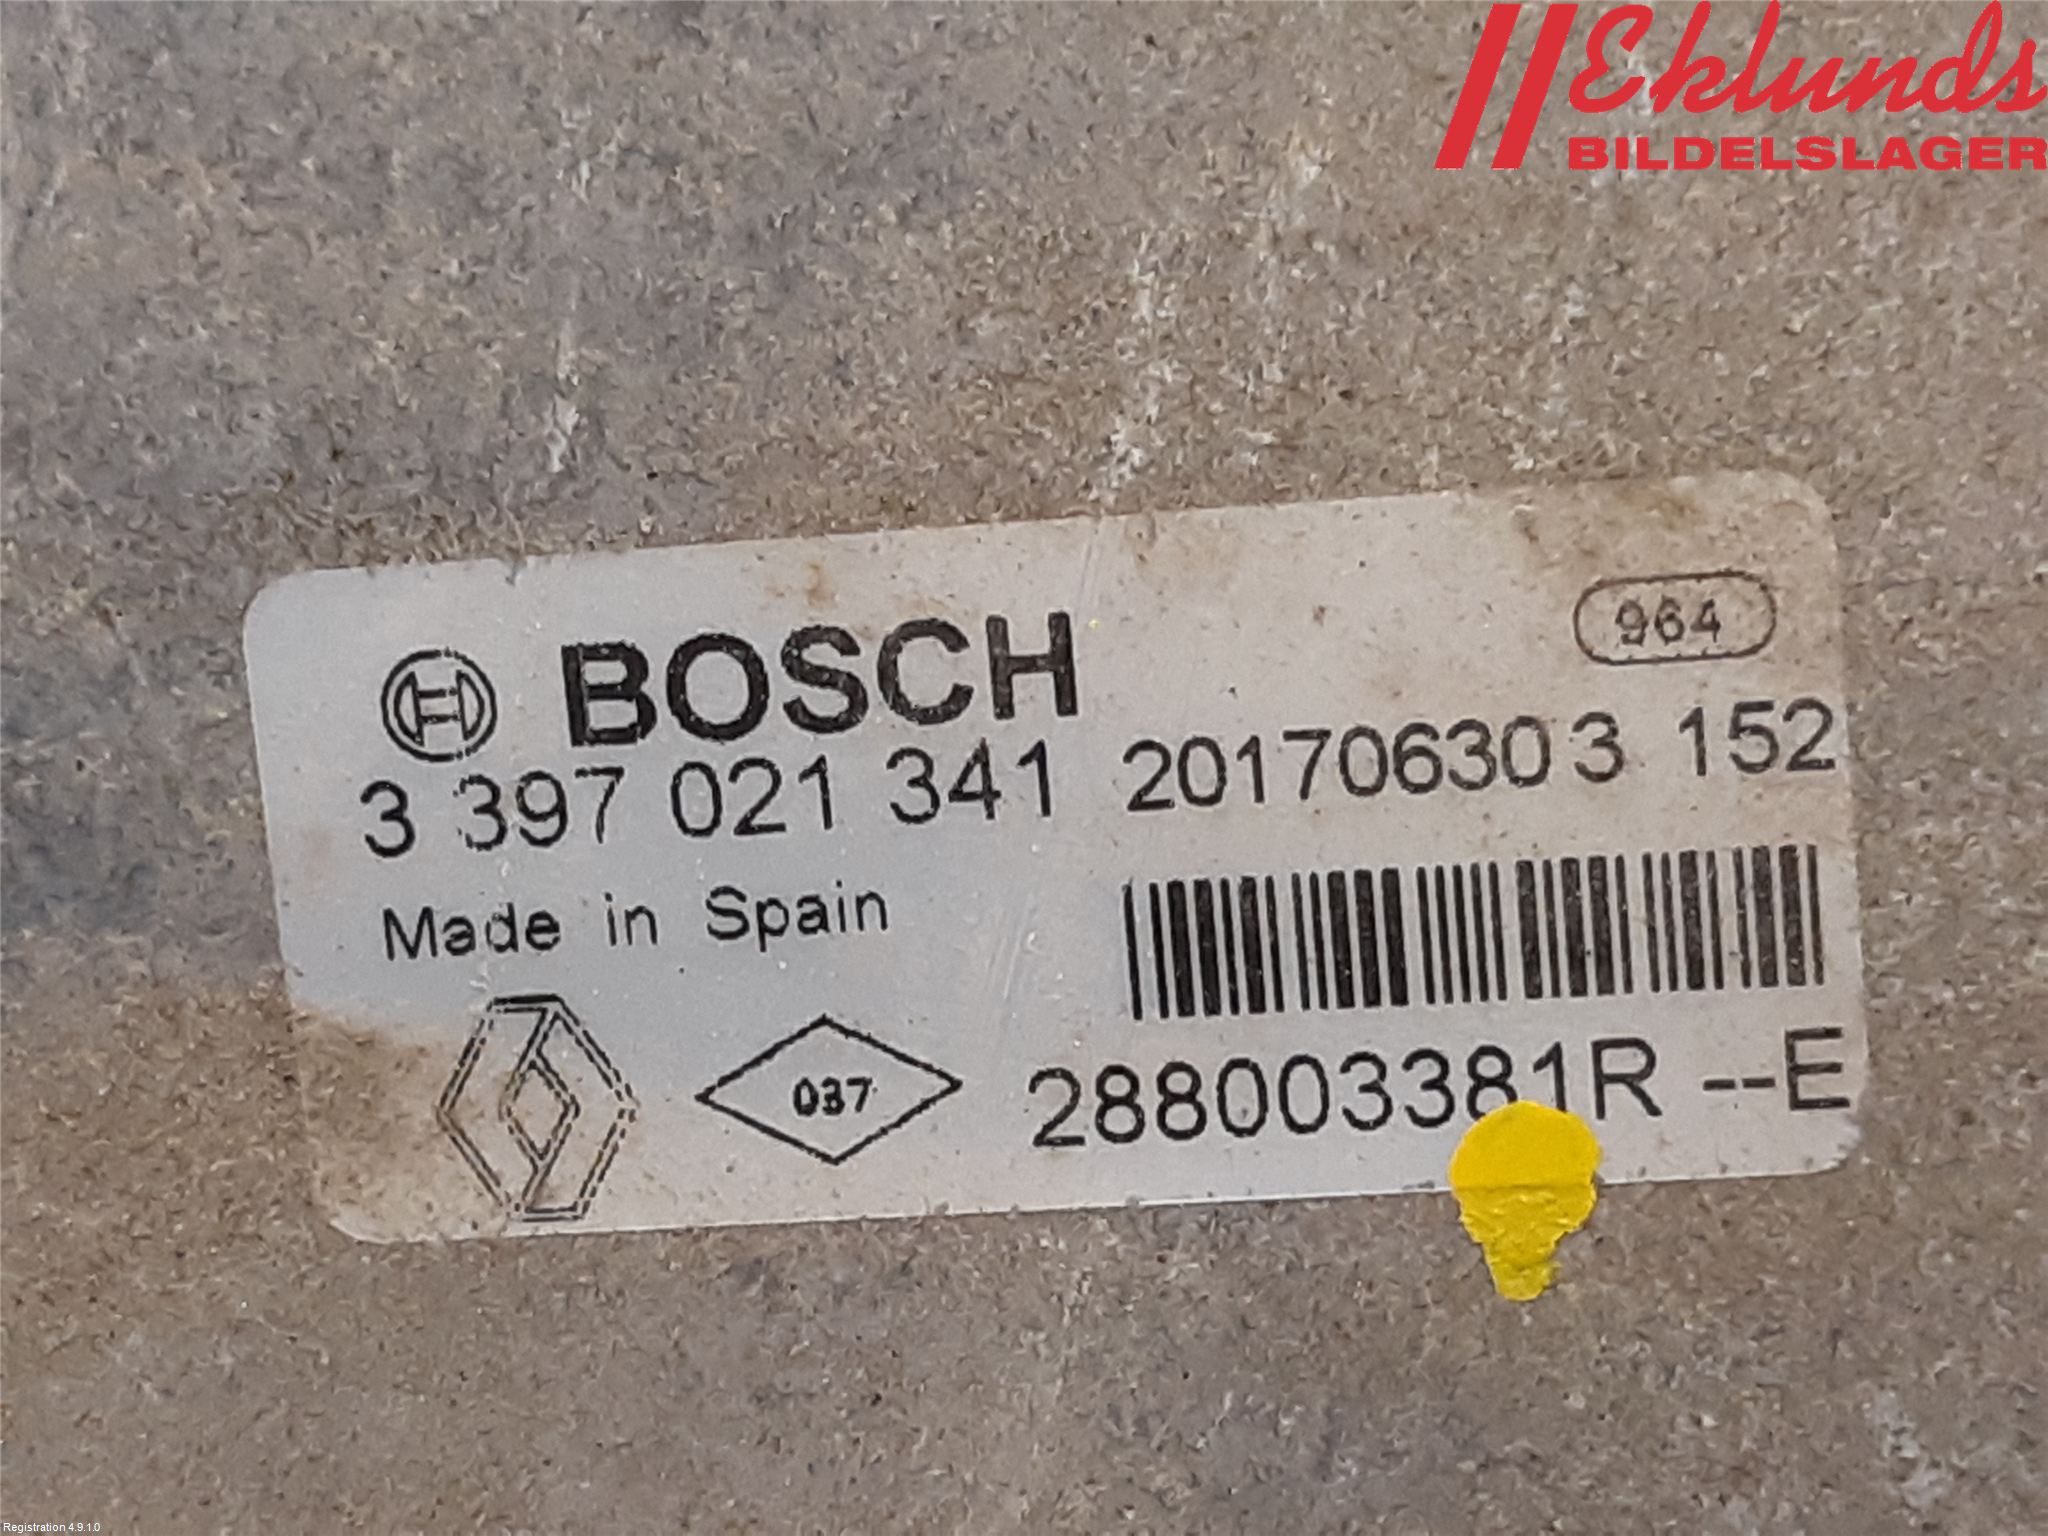 Eklunds
BILDELSLAGER
964
BOSCH
3 397 021 341 20170630 3 152
Made in Spain
037
288003381R --E
Registration 4.9.1.0